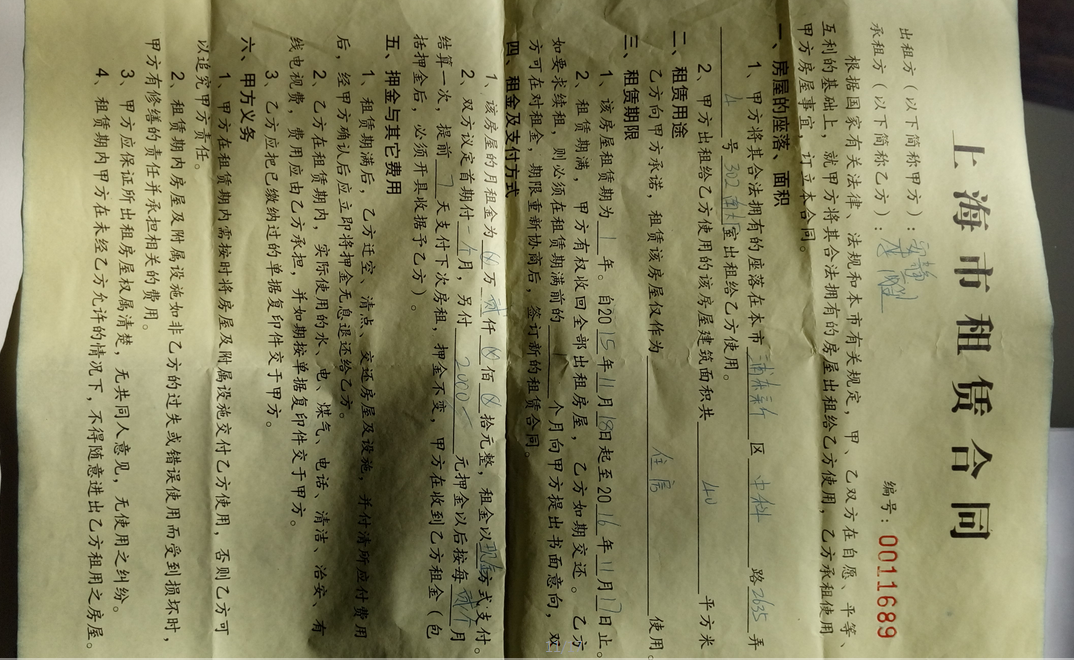 上海市租赁合同
编号：0011689
出租方（以下简称甲方）：
承租方（以下简称乙方）：李
根据国家有关法律、法规和本市有关规定，甲、乙双方在自愿、平等、
互利的基础上，就甲方将其合法拥有的房屋出租给乙方使用，乙方承租使用
甲方房屋事宜，订立本合同。
一、房屋的座落、面积
1、甲方将其合法拥有的座落在本市 浦东新 区 中科 路 2635 弄
4 号 302 室出租给乙方使用。
2、甲方出租给乙方使用的该房屋建筑面积共 40 平方米
二、租赁用途
乙方向甲方承诺，租赁该房屋仅作为 住房 使用。
三、租赁期限
1、该房屋租赁期为 1 年。自20 15 年 11 月 18 日起至20 16 年 11 月 17 日止。
2、租赁期满，甲方有权收回全部出租房屋，乙方如期交还。乙方
如要求续租，则必须在租赁期满前的 个月向甲方提出书面意向，双
方可在对租金，期限重新协商后，签订新的租赁合同。
四、租金及支付方式
1、该房屋的月租金为 万 仟 佰 拾元整，租金以 现金 方式支付。
2、双方议定首期付 一个 月，另付 2000 元押金以后按每 月
结算一次，提前 7 天支付下次房租，押金不变，甲方在收到乙方租金（包
括押金后，必须开具收据予乙方）。
五、押金与其它费用
1、租赁期满后，乙方迁空、清点、交还房屋及设施，并付清所应付费用
后，经甲方确认后应立即将押金无息退还给乙方。
2、乙方在租赁期内，实际使用的水、电、煤气、电话、清洁、治安、有
线电视费，费用应由乙方承担，并如期按单据复印件交于甲方。
3、乙方应把已缴纳过的单据复印件交于甲方。
六、甲方义务
1、甲方在租赁期内需按时将房屋及附属设施交付乙方使用，否则乙方可
以追究甲方责任。
2、租赁期内房屋及附属设施如非乙方的过失或错误使用而受到损坏时，
甲方有修缮的责任并承担相关的费用。
3、甲方应保证所出租房屋权属清楚，无共同人意见，无使用之纠纷。
4、租赁期内甲方在未经乙方允许的情况下，不得随意进出乙方租用之房屋。